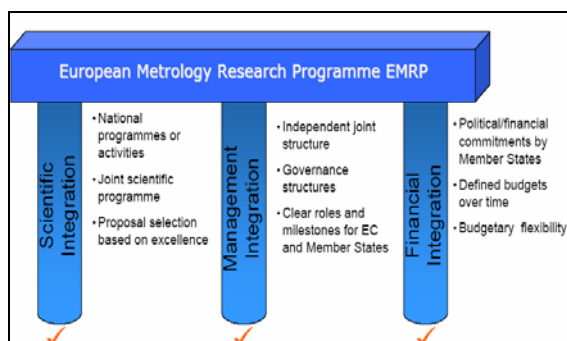 European Metrology Research Programme EMRP
Scientific
Integration
• National
programmes or
activities
• Joint scientific
programme
• Proposal selection
based on excellence
Management
Integration
• Independent joint
structure
• Governance
structures
• Clear roles and
milestones for EC
and Member States
Financial
Integration
• Political/financial
commitments by
Member States
• Defined budgets
over time
• Budgetary flexibility